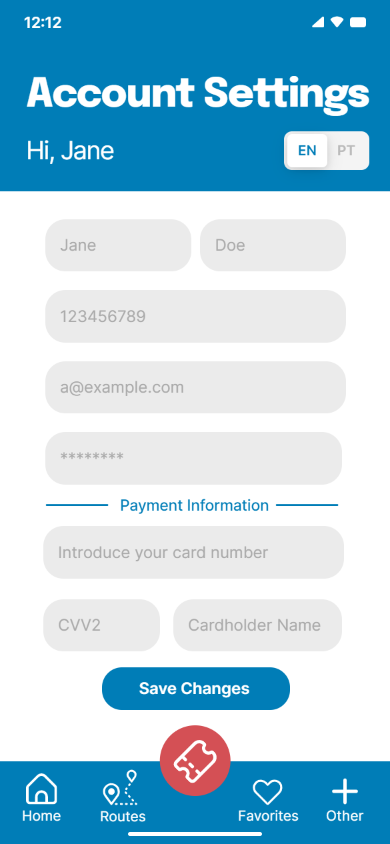 12:12
Account Settings
Hi, Jane
EN PT
Jane Doe
123456789
a@example.com
********
Payment Information
Introduce your card number
CVV2 Cardholder Name
Save Changes
Home Routes Favorites Other